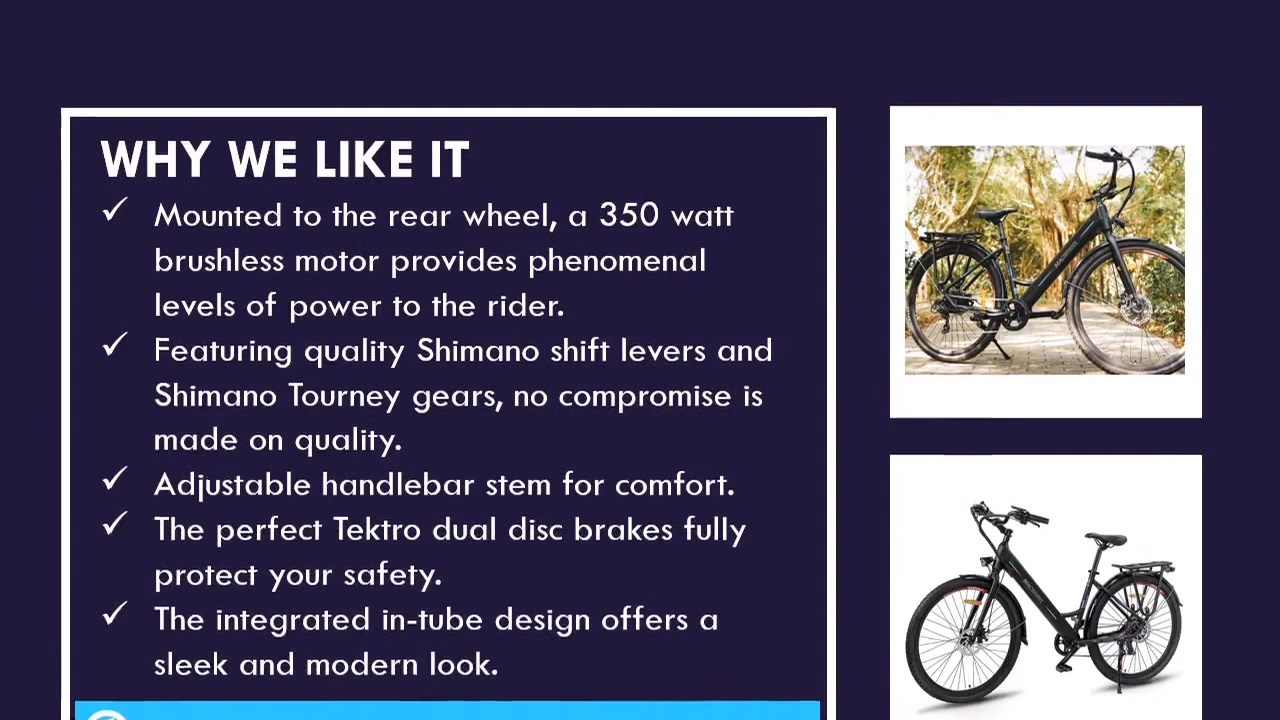 WHY WE LIKE IT
✓ Mounted to the rear wheel, a 350 watt
brushless motor provides phenomenal
levels of power to the rider.
✓ Featuring quality Shimano shift levers and
Shimano Tourney gears, no compromise is
made on quality.
✓ Adjustable handlebar stem for comfort.
✓ The perfect Tektro dual disc brakes fully
protect your safety.
✓ The integrated in-tube design offers a
sleek and modern look.